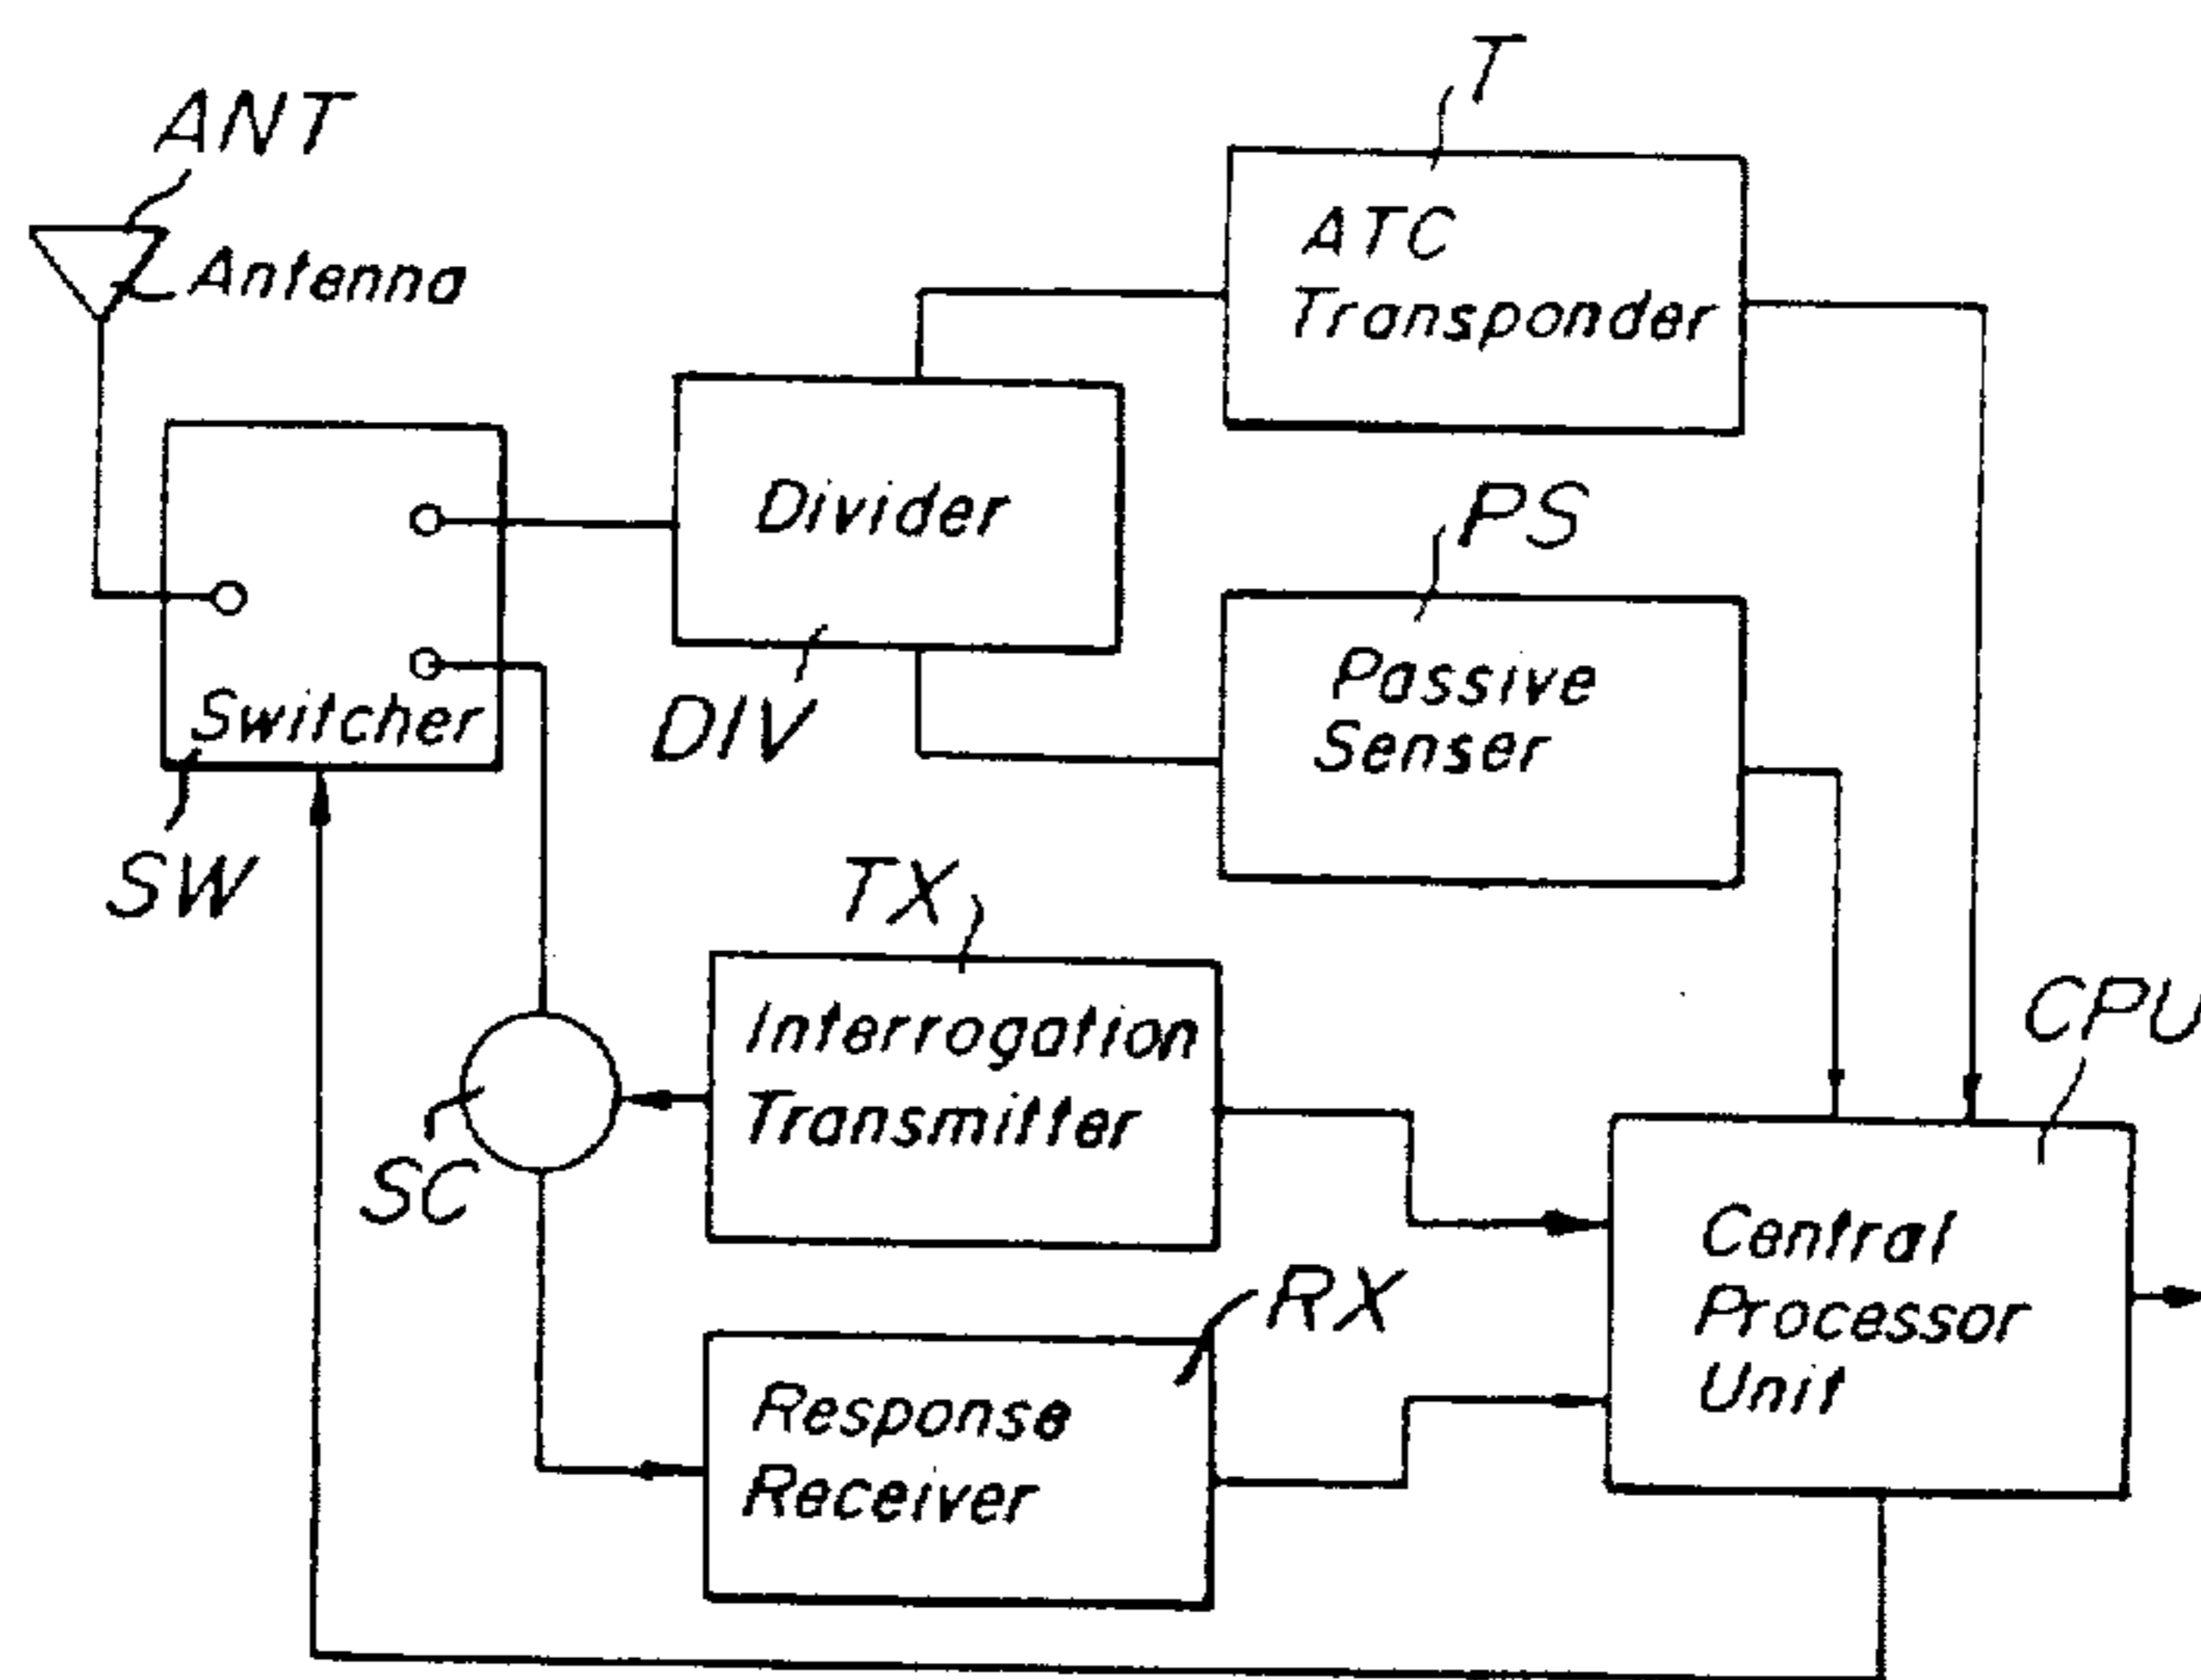 T
ANT
Antenna
ATC
Transponder
Divider
PS
Passive
Senser
Switcher
DIV
SW
TX
Interrogation
Transmitter
CPU
SC
Central
Processor
Unit
RX
Response
Receiver